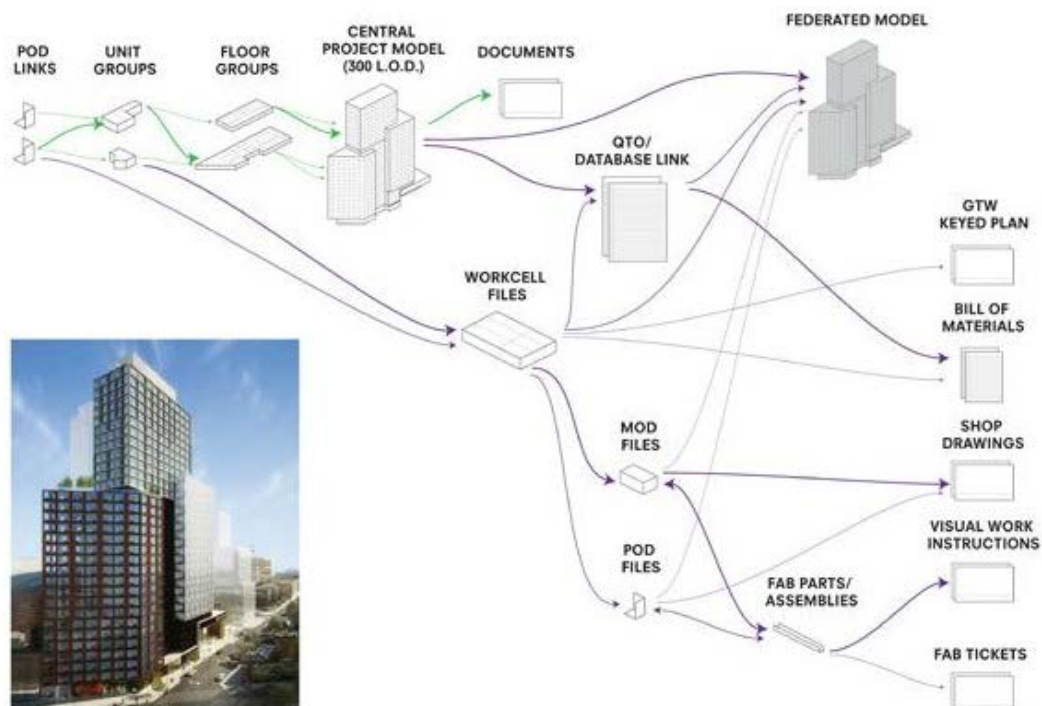 POD
LINKS
UNIT
GROUPS
FLOOR
GROUPS
CENTRAL
PROJECT MODEL
(300 L.O.D.)
DOCUMENTS
FEDERATED MODEL
QTO/
DATABASE LINK
GTW
KEYED PLAN
WORKCELL
FILES
BILL OF
MATERIALS
MOD
FILES
SHOP
DRAWINGS
POD
FILES
FAB PARTS/
ASSEMBLIES
VISUAL WORK
INSTRUCTIONS
FAB TICKETS